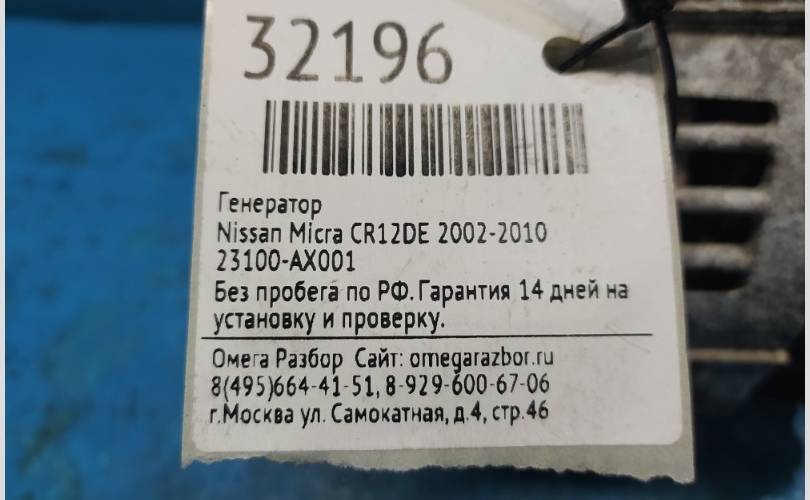 32196
Генератор
Nissan Micra CR12DE 2002-2010
23100-AX001
Без пробега по РФ. Гарантия 14 дней на
установку и проверку.
Омега Разбор Сайт: omegarazbor.ru
8(495)664-41-51, 8-929-600-67-06
г.Москва ул. Самокатная, д.4, стр.46